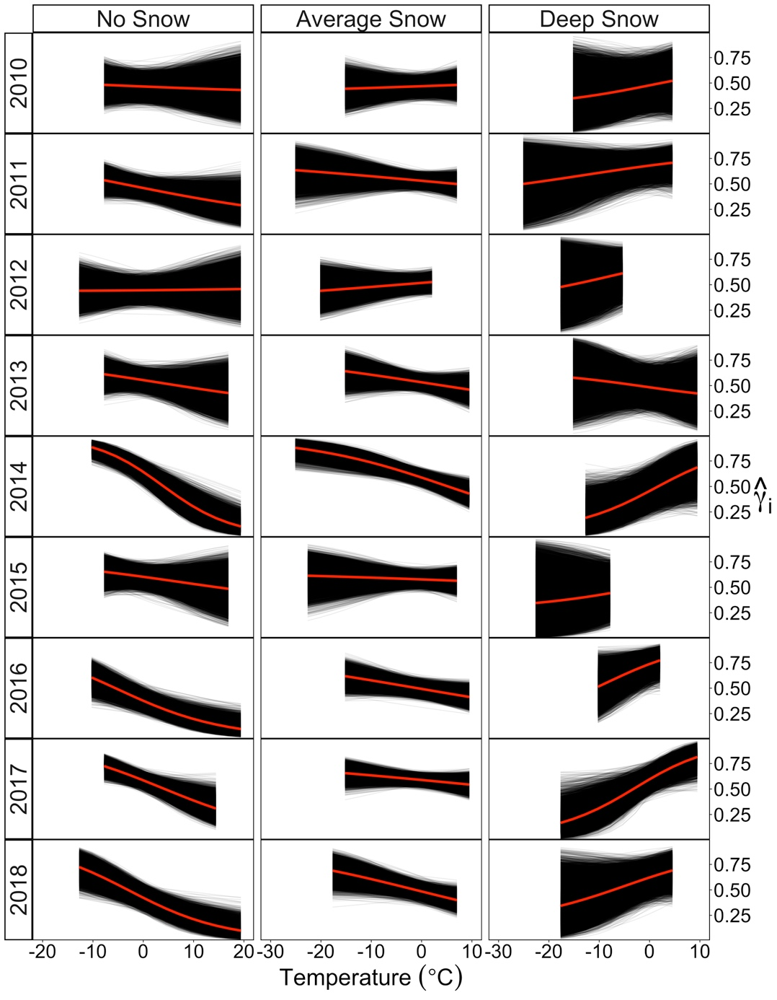 No Snow Average Snow Deep Snow
2010 0.75 0.50 0.25
2011 0.75 0.50 0.25
2012 0.75 0.50 0.25
2013 0.75 0.50 0.25
2014 0.75 0.50 0.25
γ̂i
2015 0.75 0.50 0.25
2016 0.75 0.50 0.25
2017 0.75 0.50 0.25
2018 0.75 0.50 0.25
-20 -10 0 10 20 -30 -20 -10 0 10 -30 -20 -10 0 10
Temperature (°C)